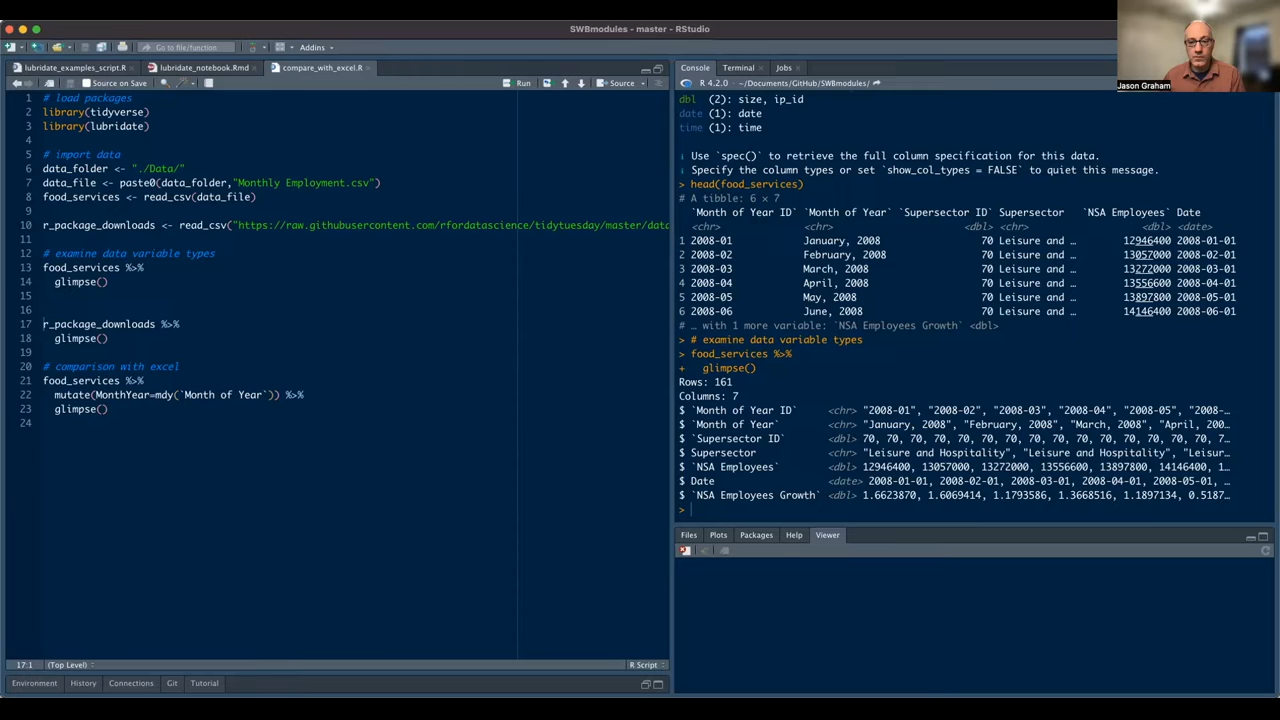 SWBmodules - master - RStudio
Go to file/function
Addins
lubridate_examples_script.R
lubridate_notebook.Rmd
compare_with_excel.R
Source on Save
Run
Source
1 # load packages
2 library(tidyverse)
3 library(lubridate)
4
5 # import data
6 data_folder <- "./Data/"
7 data_file <- paste0(data_folder,"Monthly Employment.csv")
8 food_services <- read_csv(data_file)
9
10 r_package_downloads <- read_csv("https://raw.githubusercontent.com/rfordatascience/tidytuesday/master/data
11
12 # examine data variable types
13 food_services %>%
14 glimpse()
15
16
17 r_package_downloads %>%
18 glimpse()
19
20 # comparison with excel
21 food_services %>%
22 mutate(MonthYear=mdy(`Month of Year`)) %>%
23 glimpse()
24
17:1 (Top Level) R Script
Environment History Connections Git Tutorial
Console Terminal Jobs
R 4.2.0 · ~/Documents/GitHub/SWBmodules/
dbl (2): size, ip_id
date (1): date
time (1): time
ℹ Use `spec()` to retrieve the full column specification for this data.
ℹ Specify the column types or set `show_col_types = FALSE` to quiet this message.
> head(food_services)
# A tibble: 6 × 7
`Month of Year ID` `Month of Year` `Supersector ID` Supersector `NSA Employees` Date
<chr> <chr> <dbl> <chr> <dbl> <date>
1 2008-01 January, 2008 70 Leisure and … 12946400 2008-01-01
2 2008-02 February, 2008 70 Leisure and … 13057000 2008-02-01
3 2008-03 March, 2008 70 Leisure and … 13272000 2008-03-01
4 2008-04 April, 2008 70 Leisure and … 13556600 2008-04-01
5 2008-05 May, 2008 70 Leisure and … 13897800 2008-05-01
6 2008-06 June, 2008 70 Leisure and … 14146400 2008-06-01
# … with 1 more variable: `NSA Employees Growth` <dbl>
> # examine data variable types
> food_services %>%
+ glimpse()
Rows: 161
Columns: 7
$ `Month of Year ID` <chr> "2008-01", "2008-02", "2008-03", "2008-04", "2008-05", "2008-…
$ `Month of Year` <chr> "January, 2008", "February, 2008", "March, 2008", "April, 200…
$ `Supersector ID` <dbl> 70, 70, 70, 70, 70, 70, 70, 70, 70, 70, 70, 70, 70, 70, 70, 7…
$ Supersector <chr> "Leisure and Hospitality", "Leisure and Hospitality", "Leisur…
$ `NSA Employees` <dbl> 12946400, 13057000, 13272000, 13556600, 13897800, 14146400, 1…
$ Date <date> 2008-01-01, 2008-02-01, 2008-03-01, 2008-04-01, 2008-05-01, …
$ `NSA Employees Growth` <dbl> 1.6623870, 1.6069414, 1.1793586, 1.3668516, 1.1897134, 0.5187…
>
Files Plots Packages Help Viewer
Jason Graham